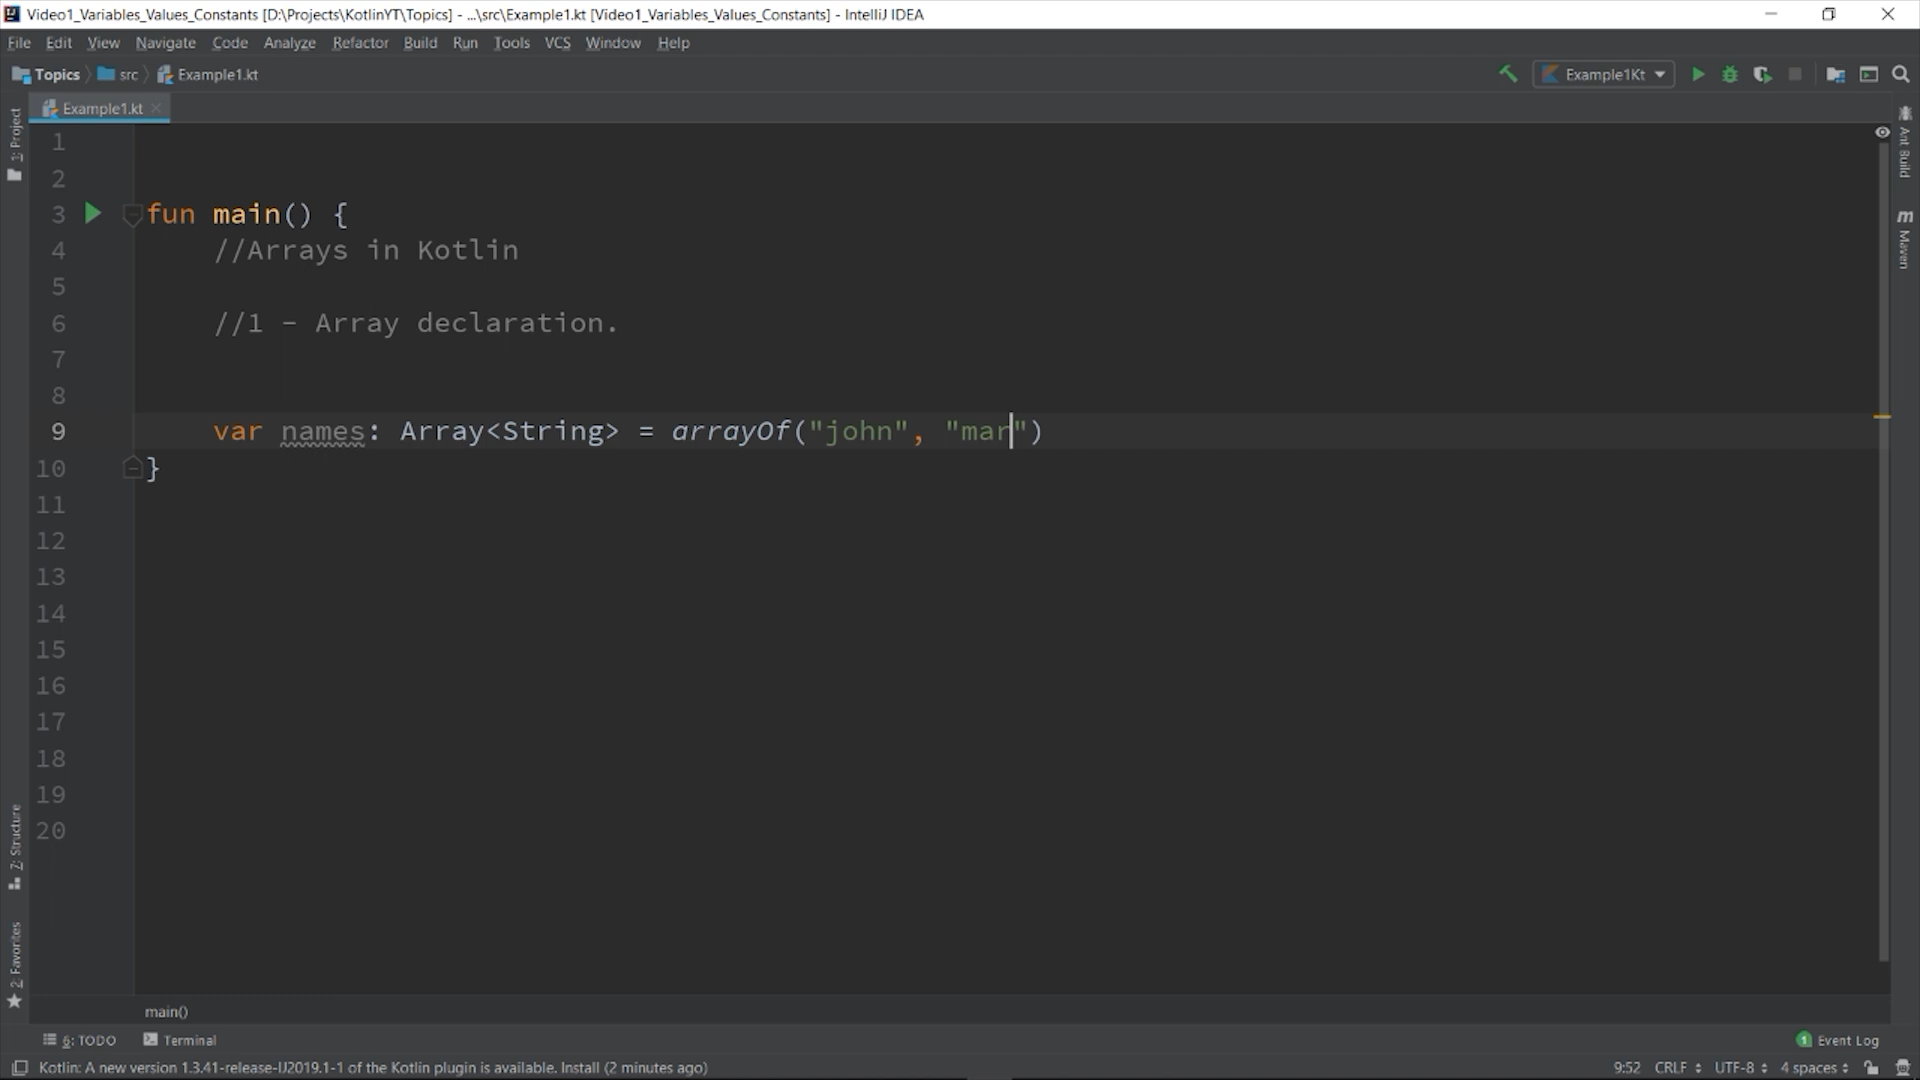 Video1_Variables_Values_Constants [D:\Projects\KotlinYT\Topics] - ...\src\Example1.kt [Video1_Variables_Values_Constants] - IntelliJ IDEA
File Edit View Navigate Code Analyze Refactor Build Run Tools VCS Window Help
Topics src Example1.kt Example1Kt
Example1.kt
1: Project
Ant Build
Maven
1
2
3 fun main() {
4 //Arrays in Kotlin
5
6 //1 - Array declaration.
7
8
9 var names: Array<String> = arrayOf("john", "mar")
10 }
11
12
13
14
15
16
17
18
19
20
Z: Structure
2: Favorites
main()
6: TODO Terminal 1 Event Log
Kotlin: A new version 1.3.41-release-IJ2019.1-1 of the Kotlin plugin is available. Install (2 minutes ago) 9:52 CRLF UTF-8 4 spaces